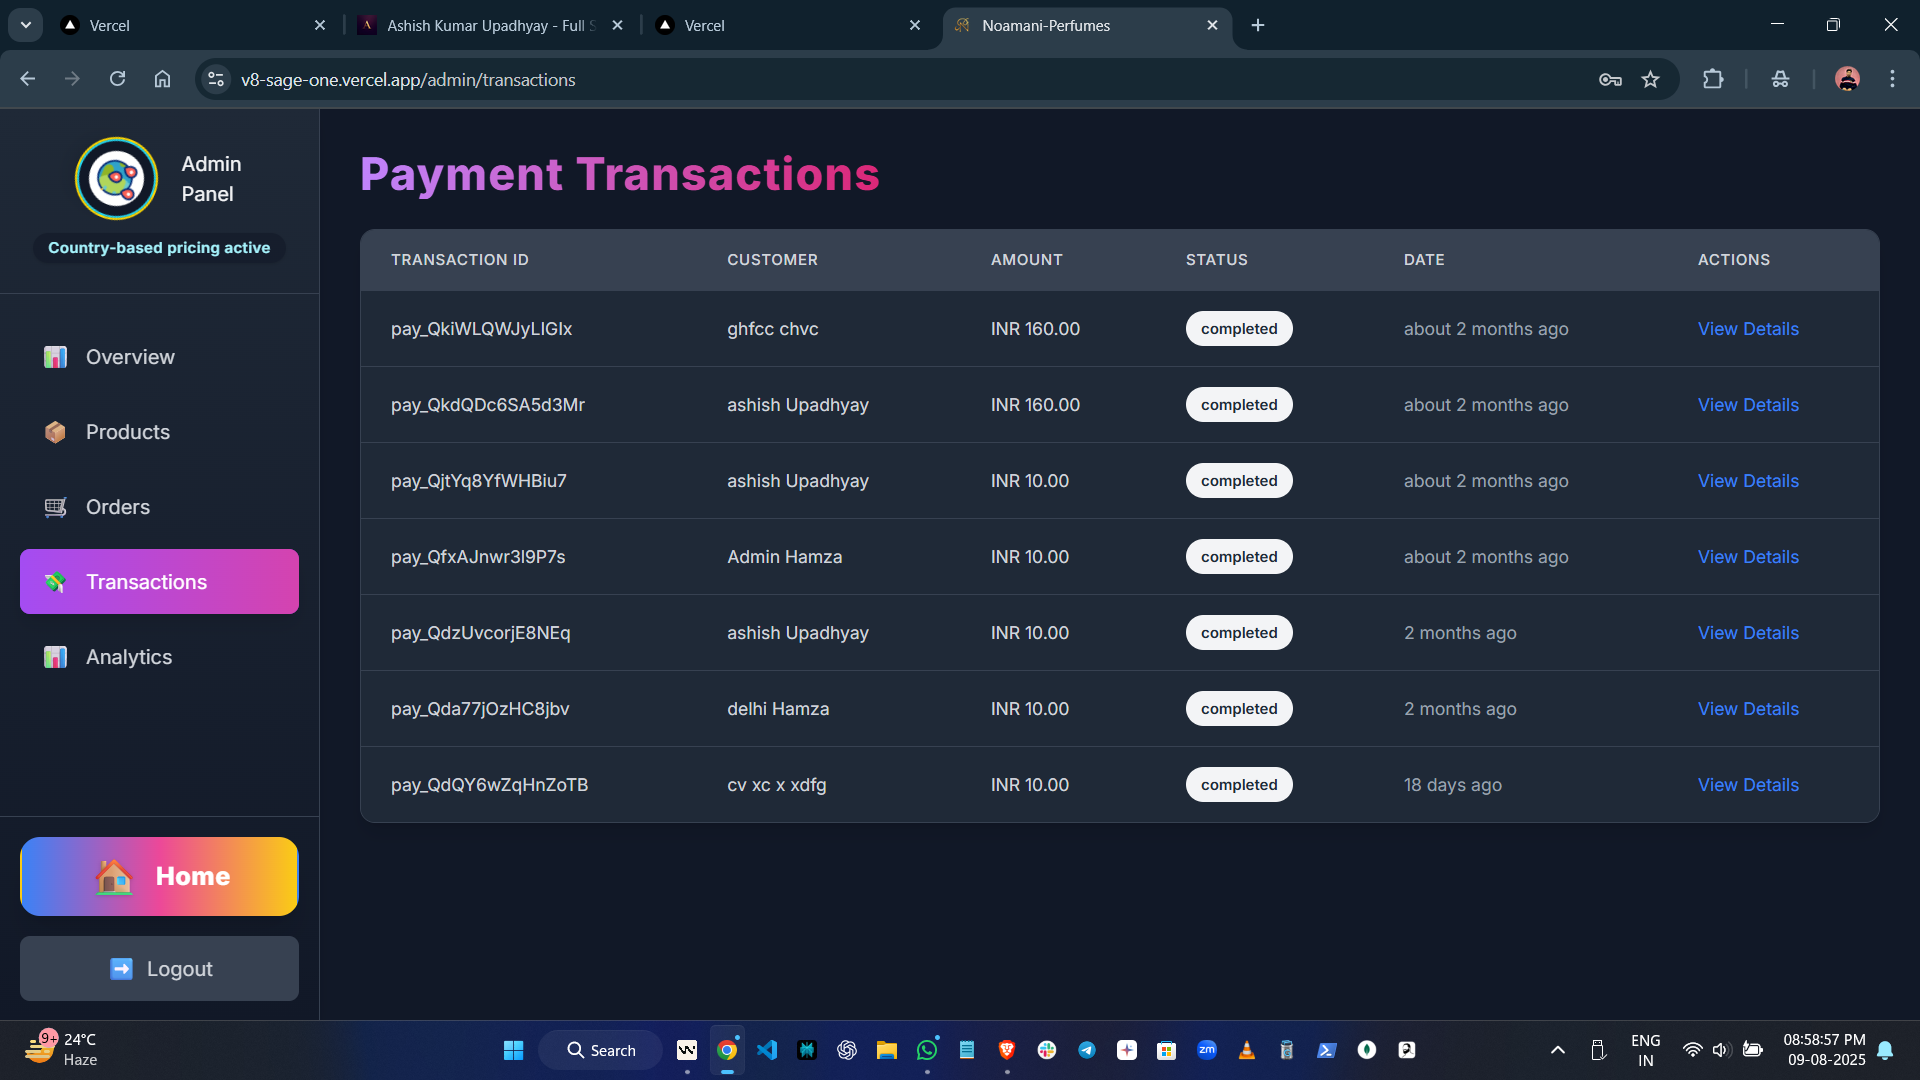 Vercel
Ashish Kumar Upadhyay - Full S
Vercel
Noamani-Perfumes
v8-sage-one.vercel.app/admin/transactions
Admin
Panel
Country-based pricing active
Overview
Products
Orders
Transactions
Analytics
Home
Logout
Payment Transactions
TRANSACTION ID CUSTOMER AMOUNT STATUS DATE ACTIONS
pay_QkiWLQWJyLIGIx ghfcc chvc INR 160.00 completed about 2 months ago View Details
pay_QkdQDc6SA5d3Mr ashish Upadhyay INR 160.00 completed about 2 months ago View Details
pay_QjtYq8YfWHBiu7 ashish Upadhyay INR 10.00 completed about 2 months ago View Details
pay_QfxAJnwr3l9P7s Admin Hamza INR 10.00 completed about 2 months ago View Details
pay_QdzUvcorjE8NEq ashish Upadhyay INR 10.00 completed 2 months ago View Details
pay_Qda77jOzHC8jbv delhi Hamza INR 10.00 completed 2 months ago View Details
pay_QdQY6wZqHnZoTB cv xc x xdfg INR 10.00 completed 18 days ago View Details
9+
24°C
Haze
Search
zm
ENG
IN
08:58:57 PM
09-08-2025